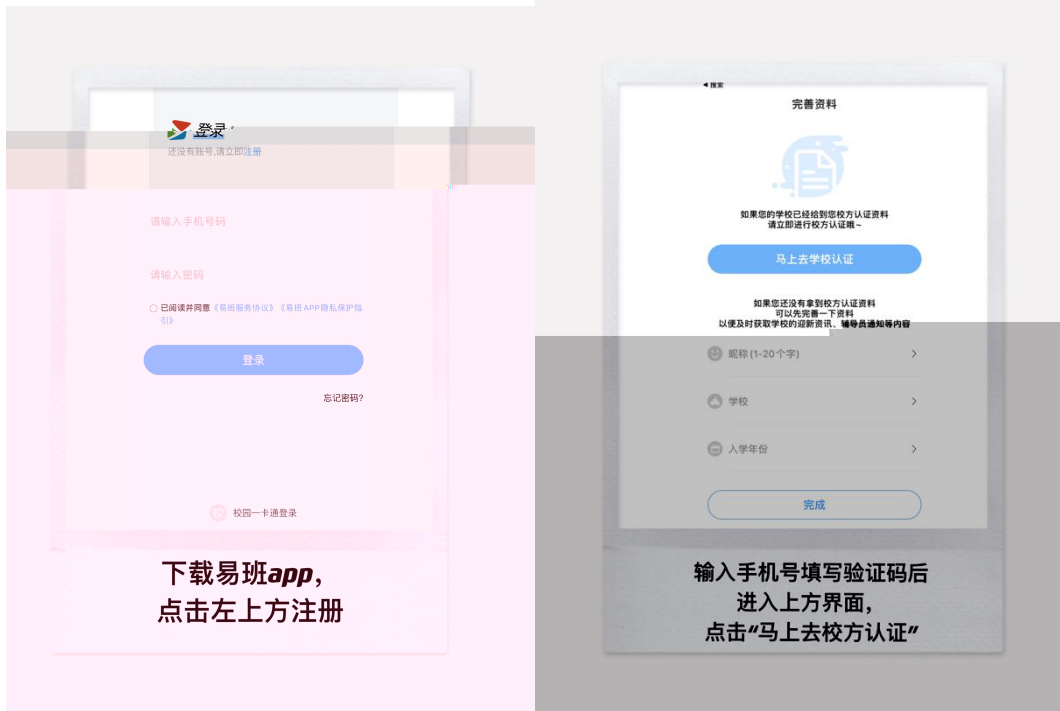 登录
还没有账号,请立即注册
请输入手机号码
请输入密码
已阅读并同意《易班服务协议》《易班APP隐私保护指
引》
登录
忘记密码?
校园一卡通登录
下载易班app,
点击左上方注册
搜索
完善资料
如果您的学校已经给到您校方认证资料
请立即进行校方认证哦~
马上去学校认证
如果您还没有拿到校方认证资料
可以先完善一下资料
以便及时获取学校的迎新资讯、辅导员通知等内容
昵称(1-20个字)
学校
入学年份
完成
输入手机号填写验证码后
进入上方界面,
点击“马上去校方认证”